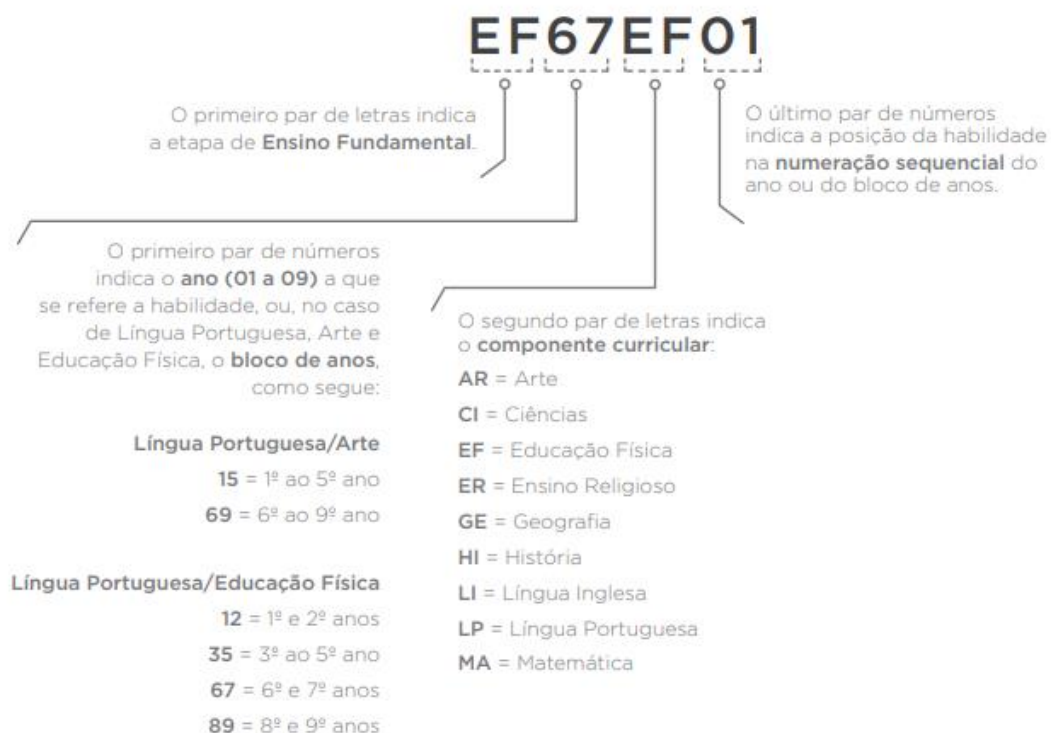 EF67EF01
O primeiro par de letras indica
a etapa de Ensino Fundamental.
O último par de números
indica a posição da habilidade
na numeração sequencial do
ano ou do bloco de anos.
O primeiro par de números
indica o ano (01 a 09) a que
se refere a habilidade, ou, no caso
de Língua Portuguesa, Arte e
Educação Física, o bloco de anos,
como segue:
Língua Portuguesa/Arte
15 = 1º ao 5º ano
69 = 6º ao 9º ano
Língua Portuguesa/Educação Física
12 = 1º e 2º anos
35 = 3º ao 5º ano
67 = 6º e 7º anos
89 = 8º e 9º anos
O segundo par de letras indica
o componente curricular:
AR = Arte
CI = Ciências
EF = Educação Física
ER = Ensino Religioso
GE = Geografia
HI = História
LI = Língua Inglesa
LP = Língua Portuguesa
MA = Matemática